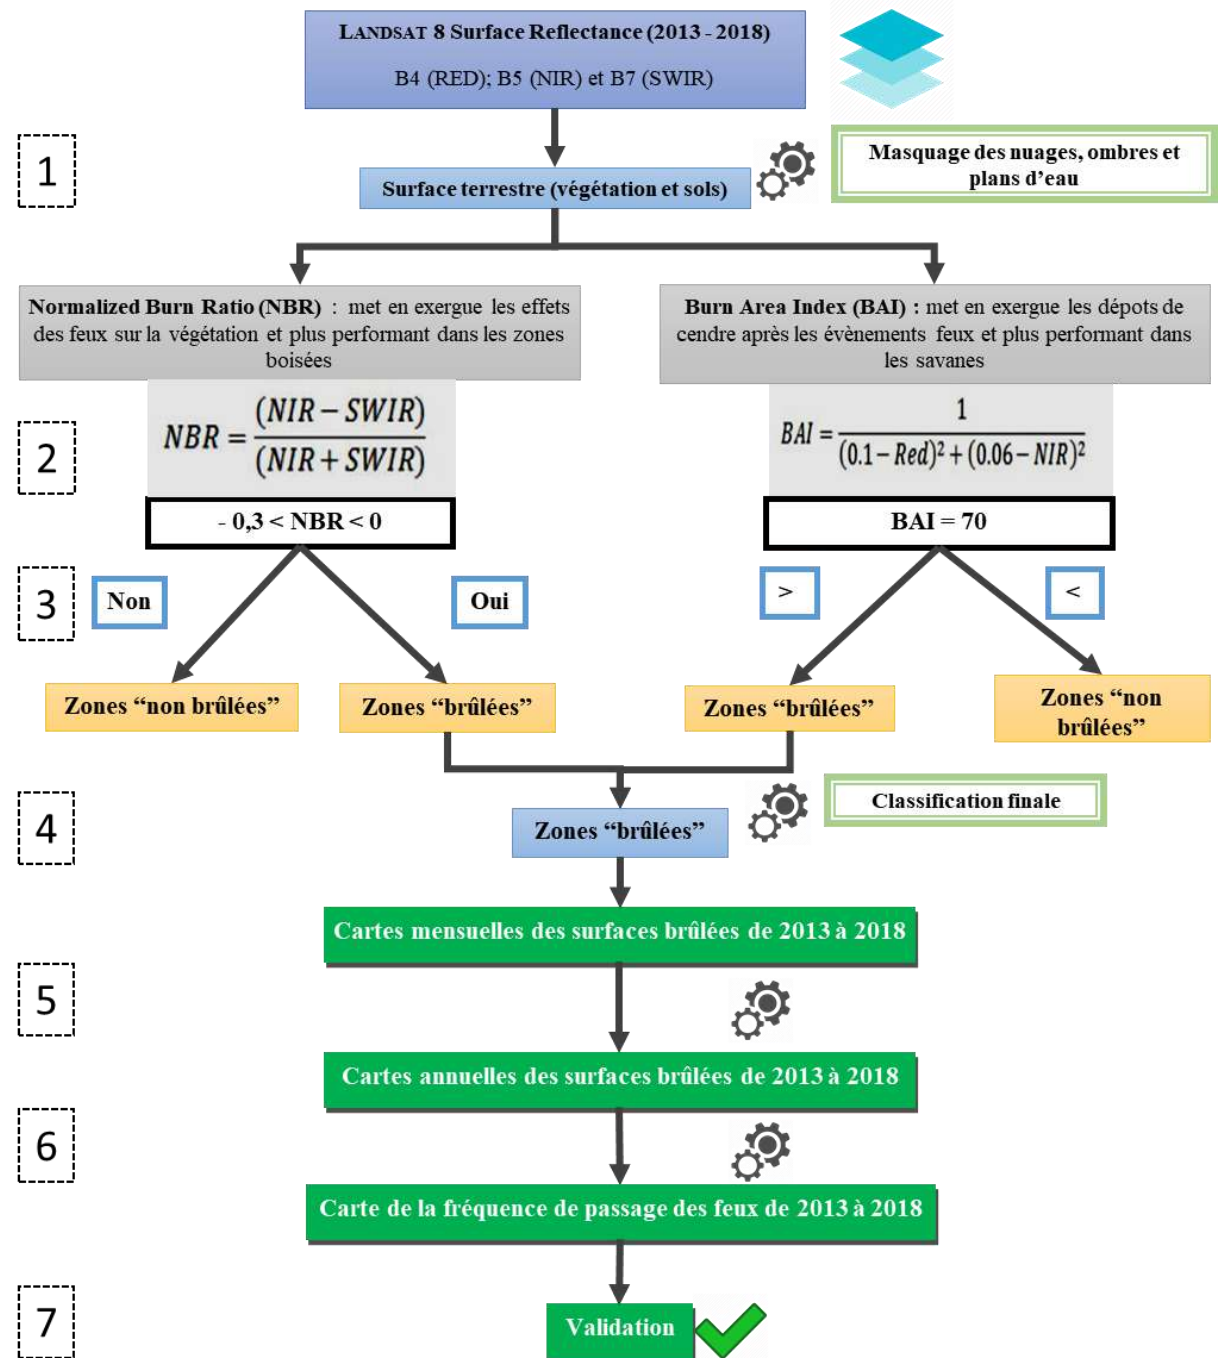 LANDSAT 8 Surface Reflectance (2013 - 2018)
B4 (RED); B5 (NIR) et B7 (SWIR)
1
Masquage des nuages, ombres et
plans d’eau
Surface terrestre (végétation et sols)
Normalized Burn Ratio (NBR) : met en exergue les effets
des feux sur la végétation et plus performant dans les zones
boisées
Burn Area Index (BAI) : met en exergue les dépots de
cendre après les évènements feux et plus performant dans
les savanes
2
NBR = (NIR − SWIR) / (NIR + SWIR)
BAI = 1 / (0.1 − Red)² + (0.06 − NIR)²
- 0,3 < NBR < 0
BAI = 70
3
Non
Oui
>
<
Zones “non brûlées”
Zones “brûlées”
Zones “brûlées”
Zones “non
brûlées”
4
Zones “brûlées”
Classification finale
Cartes mensuelles des surfaces brûlées de 2013 à 2018
5
Cartes annuelles des surfaces brûlées de 2013 à 2018
6
Carte de la fréquence de passage des feux de 2013 à 2018
7
Validation